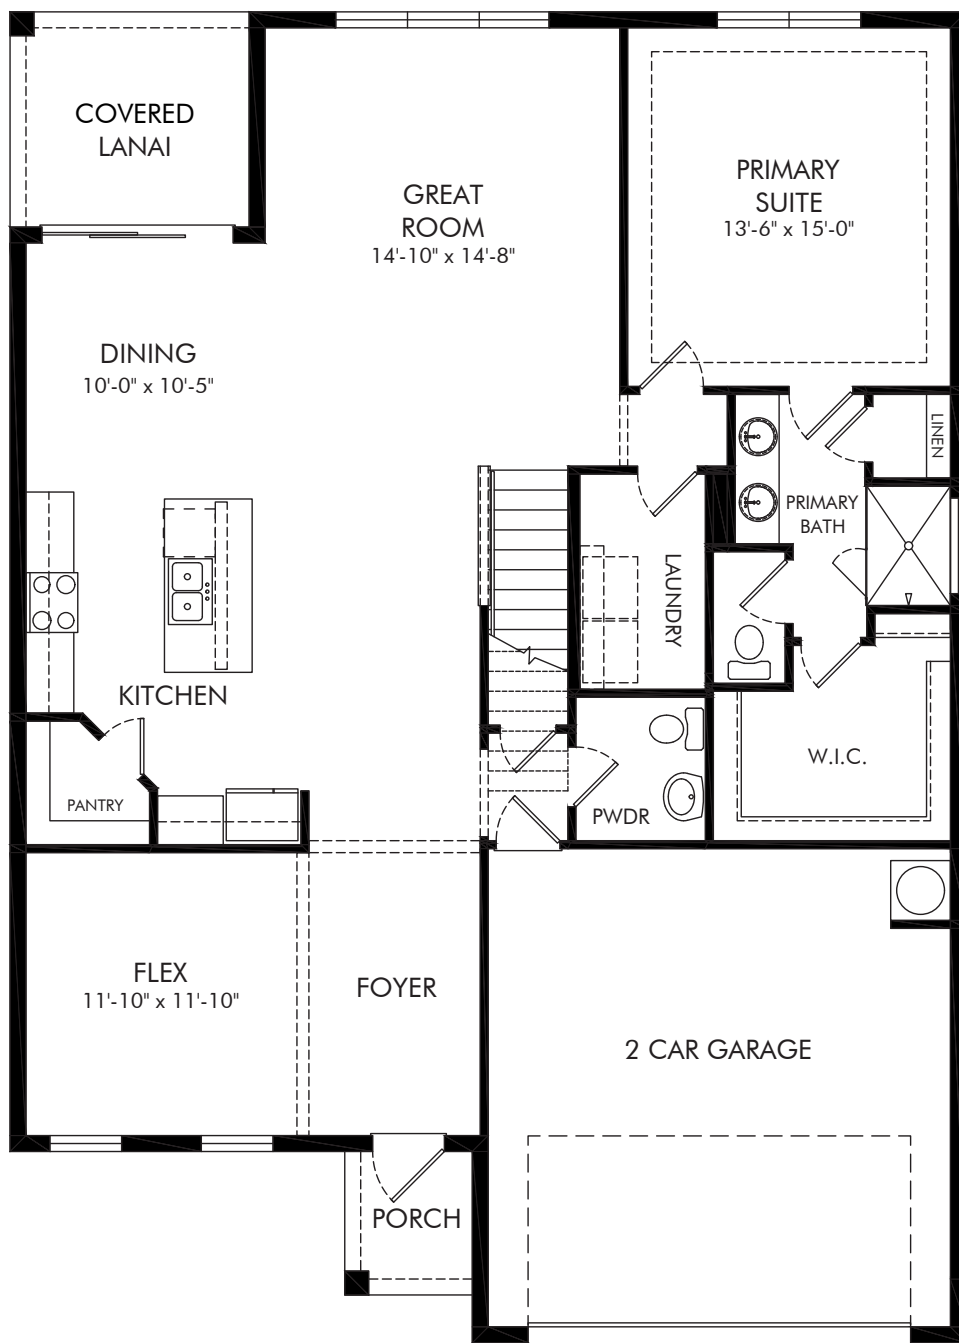 COVERED
LANAI
GREAT
ROOM
14'-10" x 14'-8"
PRIMARY
SUITE
13'-6" x 15'-0"
DINING
10'-0" x 10'-5"
LINEN
PRIMARY
BATH
LAUNDRY
KITCHEN
W.I.C.
PANTRY
PWDR
FLEX
11'-10" x 11'-10"
FOYER
2 CAR GARAGE
PORCH